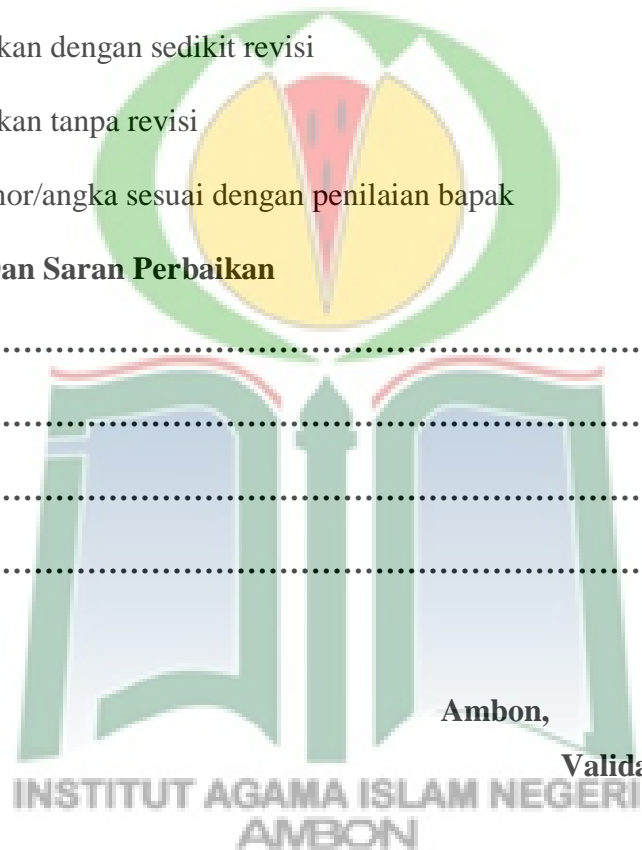 kan dengan sedikit revisi
kan tanpa revisi
nor/angka sesuai dengan penilaian bapak
an Saran Perbaikan
................................................................................
................................................................................
................................................................................
................................................................................
Ambon,
Valida
INSTITUT AGAMA ISLAM NEGERI
AMBON